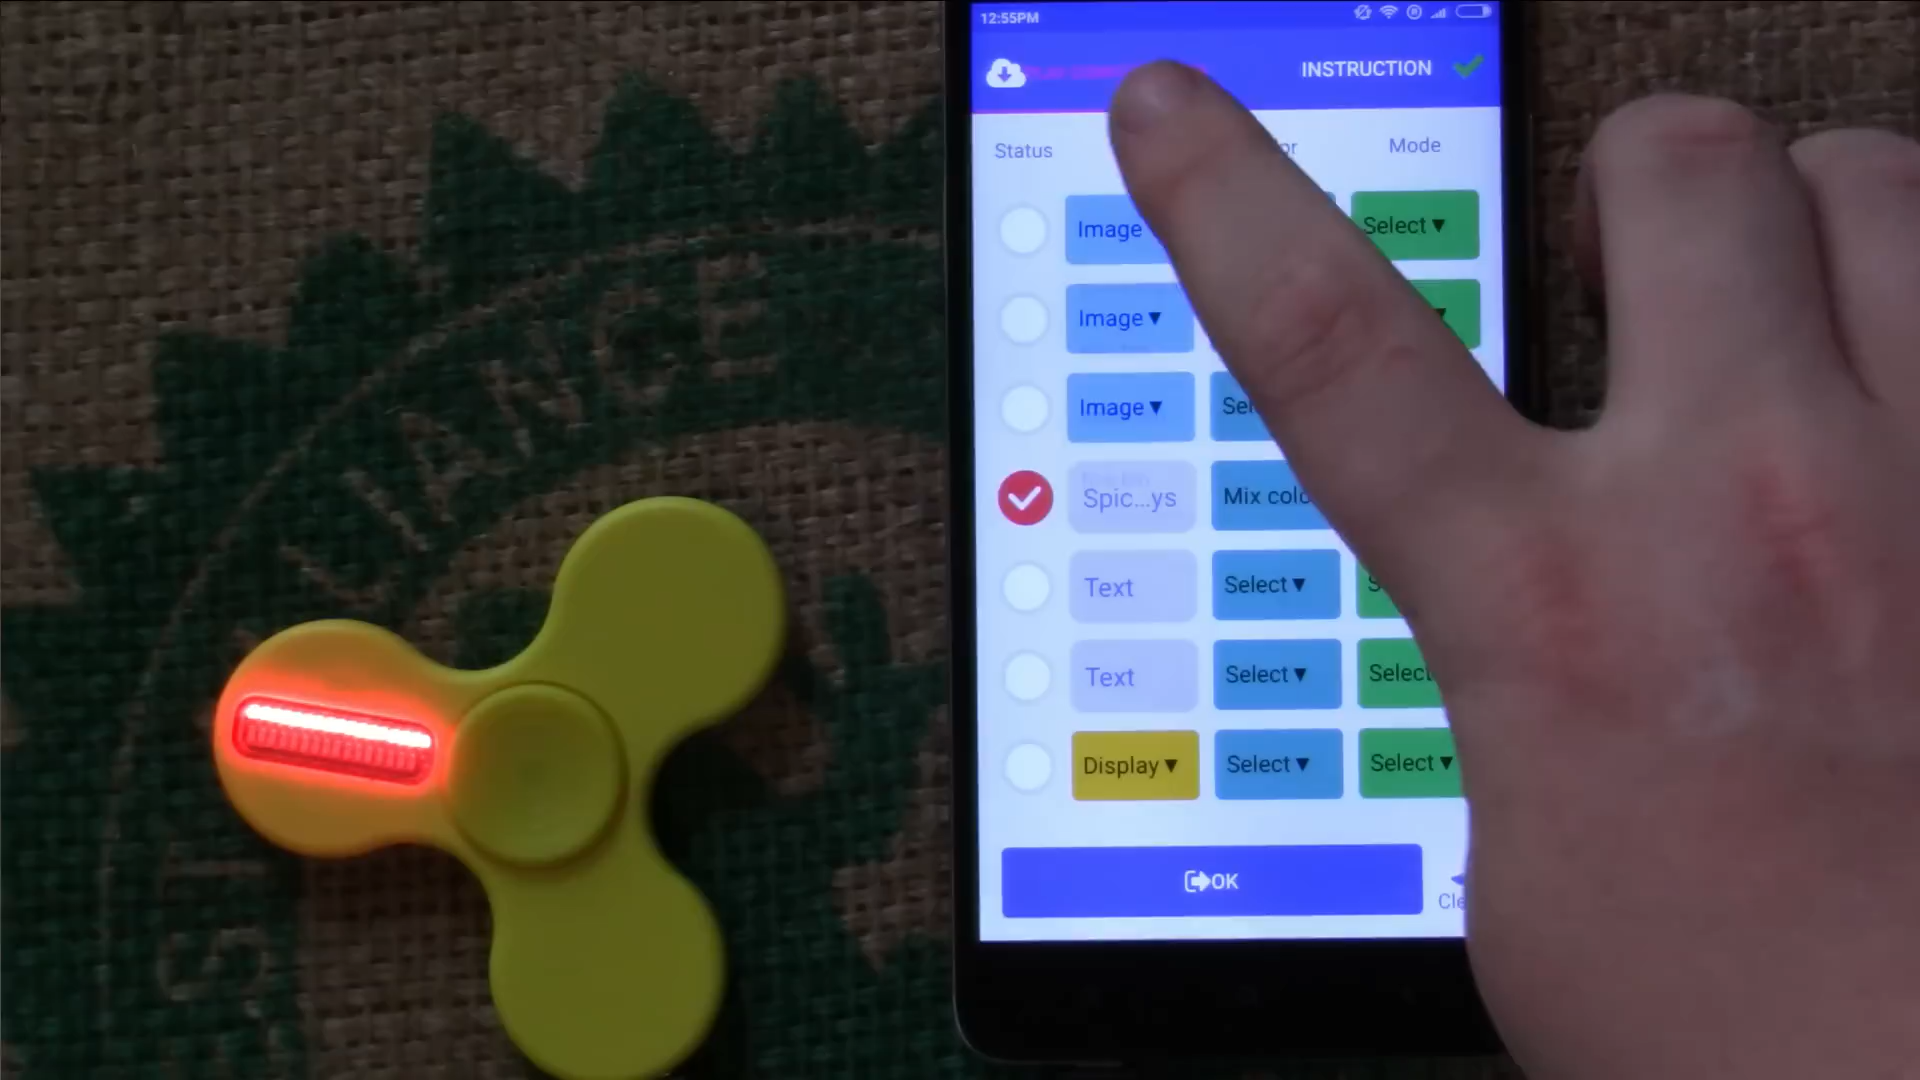 12:55PM
INSTRUCTION
Status Mode
Image Select ▼
Image ▼
Image ▼
Spic...ys Mix
Text Select ▼
Text Select ▼ Select
Display ▼ Select ▼ Select ▼
OK